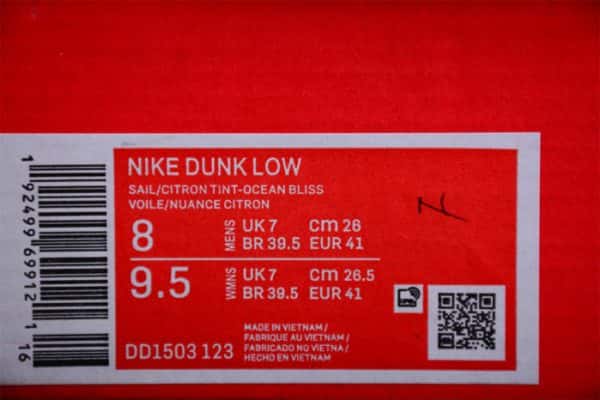 NIKE DUNK LOW
SAIL/CITRON TINT-OCEAN BLISS
VOILE/NUANCE CITRON
8 MENS UK 7 cm 26
BR 39.5 EUR 41
9.5 WMNS UK 7 cm 26.5
BR 39.5 EUR 41
DD1503 123
MADE IN VIETNAM/
FABRIQUE AU VIETNAM/
FABRICADO NO VIETNA/
HECHO EN VIETNAM
1 92499 69912 1 16